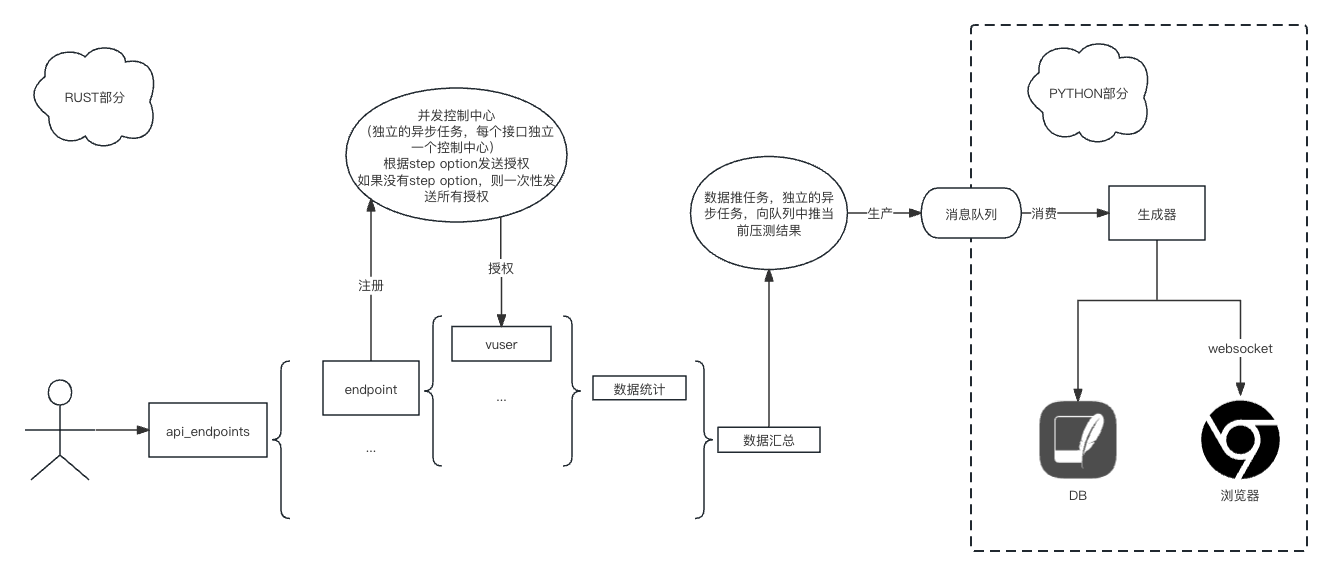 RUST部分
PYTHON部分
并发控制中心
（独立的异步任务，每个接口独立
一个控制中心）
根据step option发送授权
如果没有step option，则一次性发
送所有授权
数据推任务，独立的异
步任务，向队列中推当
前压测结果
生产
消息队列
消费
生成器
注册
授权
vuser
websocket
endpoint
数据统计
...
api_endpoints
...
数据汇总
DB
浏览器